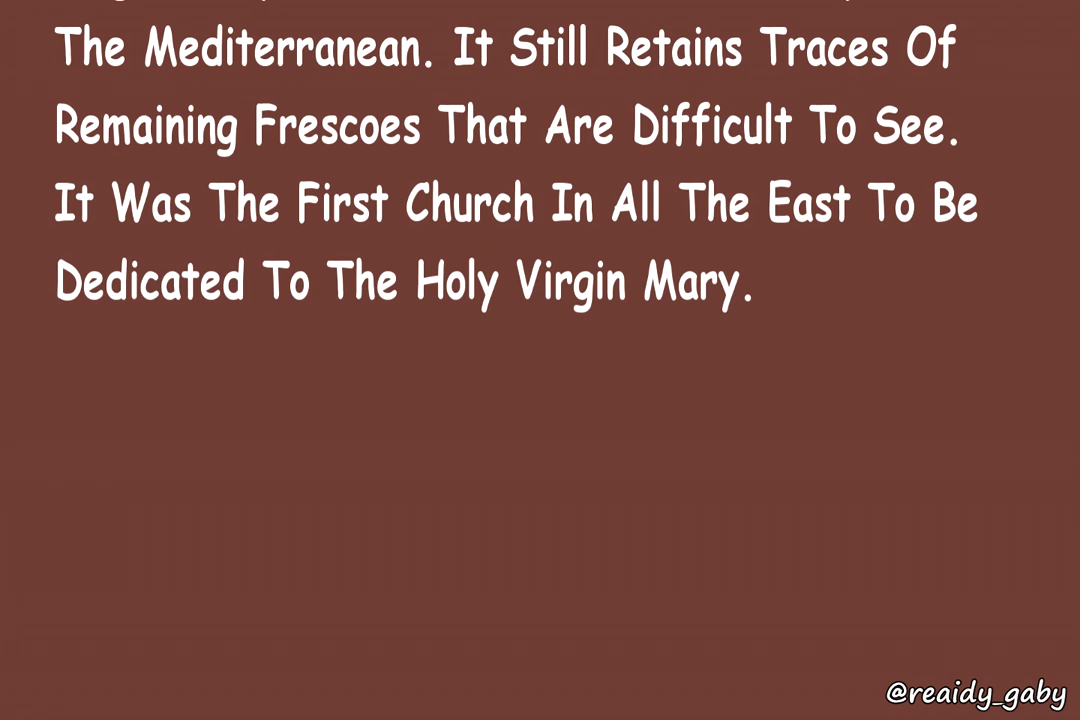 The Mediterranean. It Still Retains Traces Of
Remaining Frescoes That Are Difficult To See.
It Was The First Church In All The East To Be
Dedicated To The Holy Virgin Mary.
@reaidy_gaby